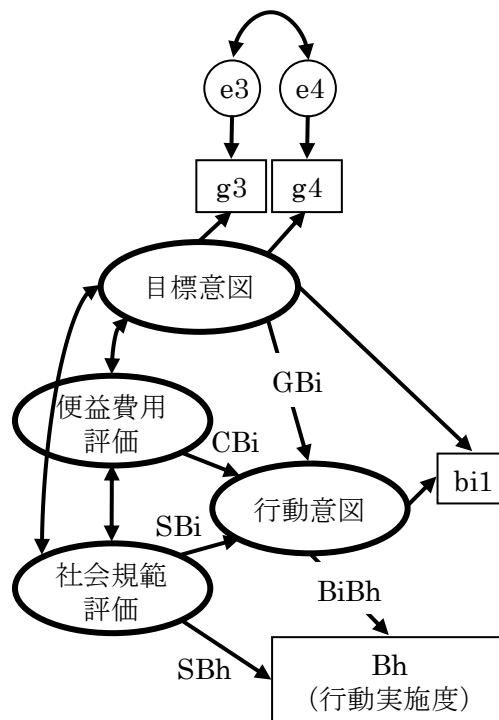 e3 e4
g3 g4
目標意図
GBi
便益費用
評価
CBi
bi1
行動意図
SBi
社会規範
評価
BiBh
SBh
Bh
（行動実施度）